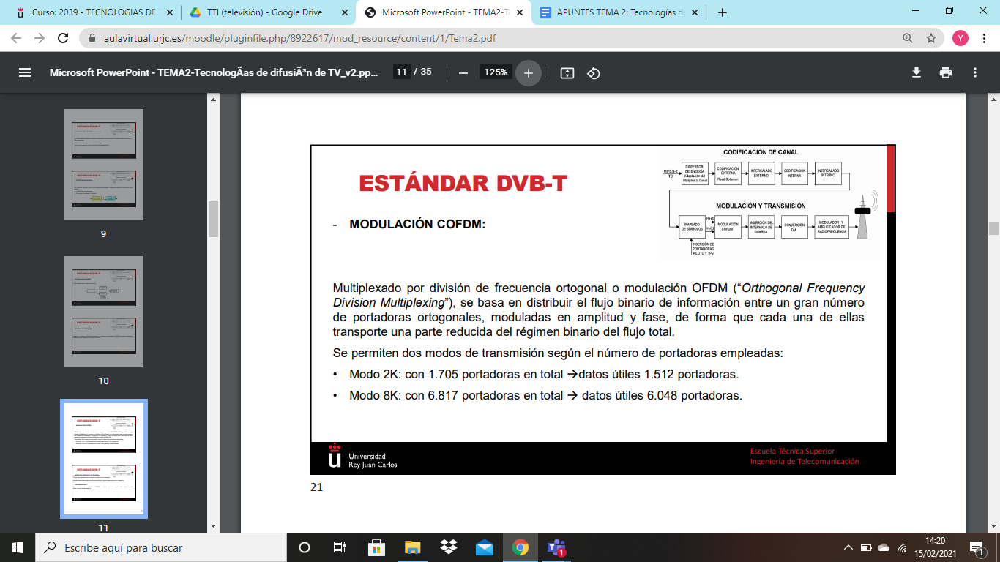 Curso: 2039 - TECNOLOGIAS DE T
TTI (televisión) - Google Drive
Microsoft PowerPoint - TEMA2-Te
APUNTES TEMA 2: Tecnologías d
aulavirtual.urjc.es/moodle/pluginfile.php/8922617/mod_resource/content/1/Tema2.pdf
Y
Microsoft PowerPoint - TEMA2-TecnologÃas de difusiÃ³n de TV_v2.pp...
11 / 35
125%
9
10
11
CODIFICACIÓN DE CANAL
MPEG-2
TS
DISPERSOR
DE ENERGÍA
Adaptación del
Múltiplex al Canal
CODIFICACIÓN
EXTERNA
Reed-Solomon
INTERCALADO
EXTERNO
CODIFICACIÓN
INTERNA
INTERCALADO
INTERNO
MODULACIÓN Y TRANSMISIÓN
MAPEADO
DE SÍMBOLOS
MODULACIÓN
COFDM
INSERCIÓN DEL
INTERVALO DE
GUARDA
CONVERSIÓN
D/A
MODULADOR Y
AMPLIFICADOR DE
RADIOFRECUENCIA
INSERCIÓN DE
PORTADORAS
PILOTO Y TPS
ESTÁNDAR DVB-T
- MODULACIÓN COFDM:
Multiplexado por división de frecuencia ortogonal o modulación OFDM (“Orthogonal Frequency
Division Multiplexing”), se basa en distribuir el flujo binario de información entre un gran número
de portadoras ortogonales, moduladas en amplitud y fase, de forma que cada una de ellas
transporte una parte reducida del régimen binario del flujo total.
Se permiten dos modos de transmisión según el número de portadoras empleadas:
• Modo 2K: con 1.705 portadoras en total →datos útiles 1.512 portadoras.
• Modo 8K: con 6.817 portadoras en total → datos útiles 6.048 portadoras.
Universidad
Rey Juan Carlos
Escuela Técnica Superior
Ingeniería de Telecomunicación
21
Escribe aquí para buscar
1
14:20
15/02/2021
1